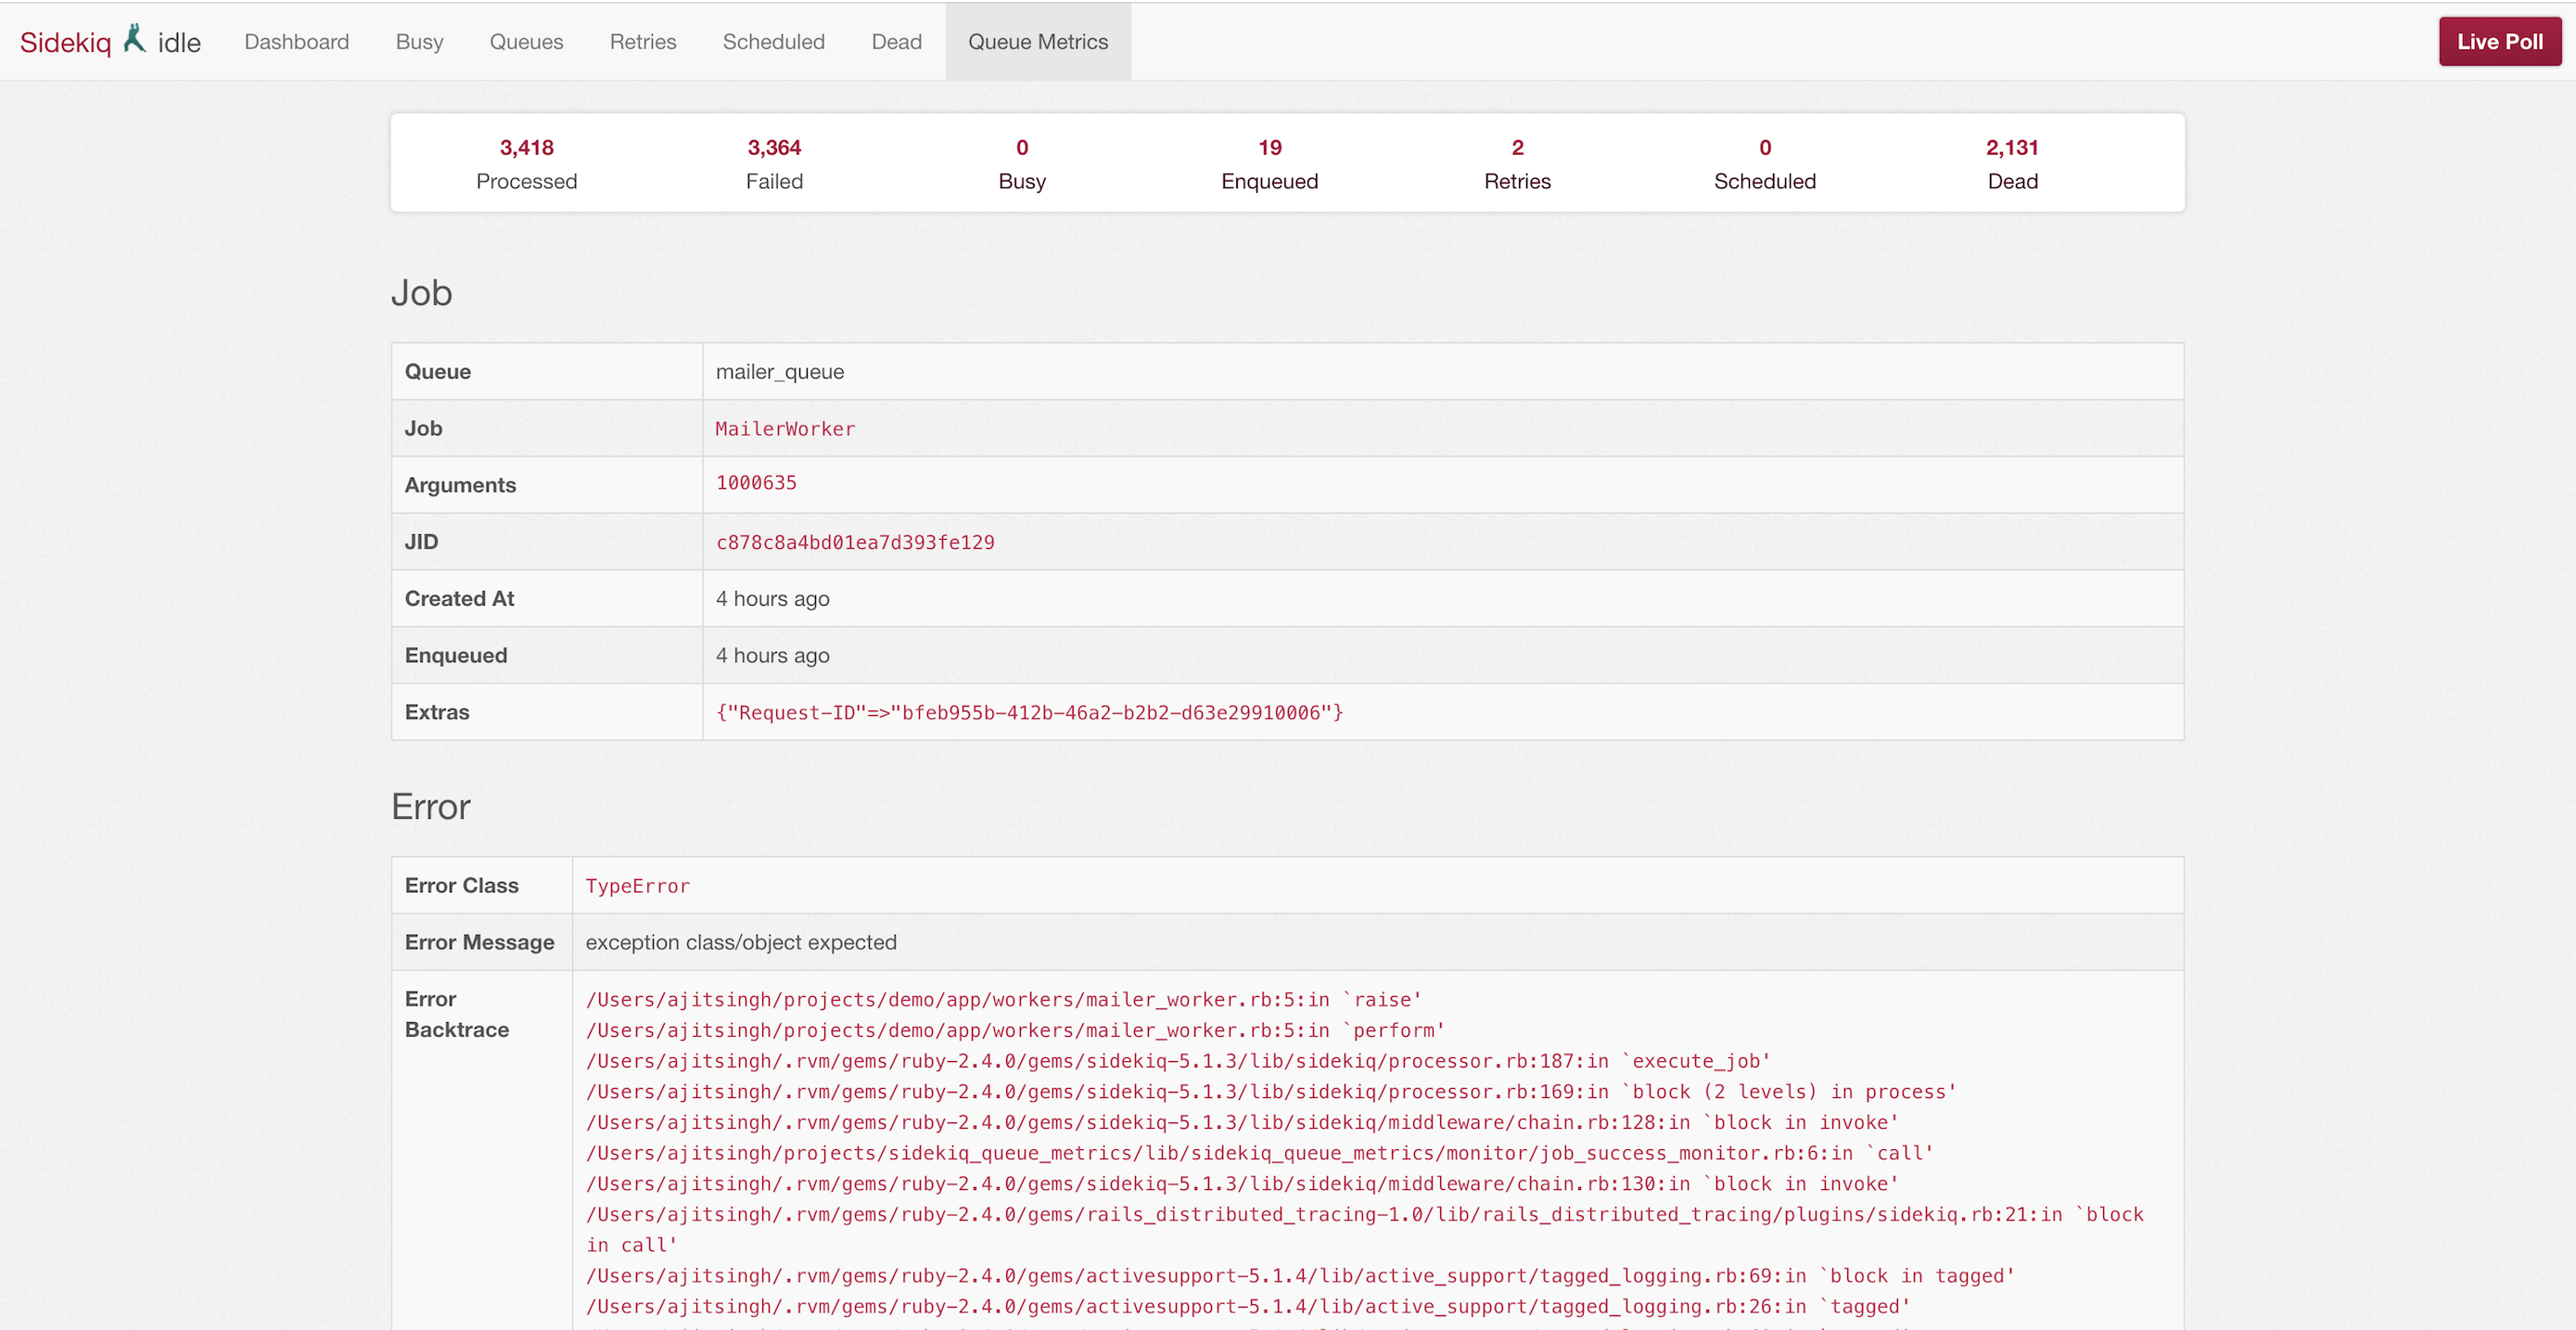 Sidekiq idle Dashboard Busy Queues Retries Scheduled Dead Queue Metrics Live Poll
3,418 3,364 0 19 2 0 2,131
Processed Failed Busy Enqueued Retries Scheduled Dead
Job
Queue mailer_queue
Job MailerWorker
Arguments 1000635
JID c878c8a4bd01ea7d393fe129
Created At 4 hours ago
Enqueued 4 hours ago
Extras {"Request-ID"=>"bfeb955b-412b-46a2-b2b2-d63e29910006"}
Error
Error Class TypeError
Error Message exception class/object expected
Error Backtrace
/Users/ajitsingh/projects/demo/app/workers/mailer_worker.rb:5:in `raise'
/Users/ajitsingh/projects/demo/app/workers/mailer_worker.rb:5:in `perform'
/Users/ajitsingh/.rvm/gems/ruby-2.4.0/gems/sidekiq-5.1.3/lib/sidekiq/processor.rb:187:in `execute_job'
/Users/ajitsingh/.rvm/gems/ruby-2.4.0/gems/sidekiq-5.1.3/lib/sidekiq/processor.rb:169:in `block (2 levels) in process'
/Users/ajitsingh/.rvm/gems/ruby-2.4.0/gems/sidekiq-5.1.3/lib/sidekiq/middleware/chain.rb:128:in `block in invoke'
/Users/ajitsingh/projects/sidekiq_queue_metrics/lib/sidekiq_queue_metrics/monitor/job_success_monitor.rb:6:in `call'
/Users/ajitsingh/.rvm/gems/ruby-2.4.0/gems/sidekiq-5.1.3/lib/sidekiq/middleware/chain.rb:130:in `block in invoke'
/Users/ajitsingh/.rvm/gems/ruby-2.4.0/gems/rails_distributed_tracing-1.0/lib/rails_distributed_tracing/plugins/sidekiq.rb:21:in `block
in call'
/Users/ajitsingh/.rvm/gems/ruby-2.4.0/gems/activesupport-5.1.4/lib/active_support/tagged_logging.rb:69:in `block in tagged'
/Users/ajitsingh/.rvm/gems/ruby-2.4.0/gems/activesupport-5.1.4/lib/active_support/tagged_logging.rb:26:in `tagged'